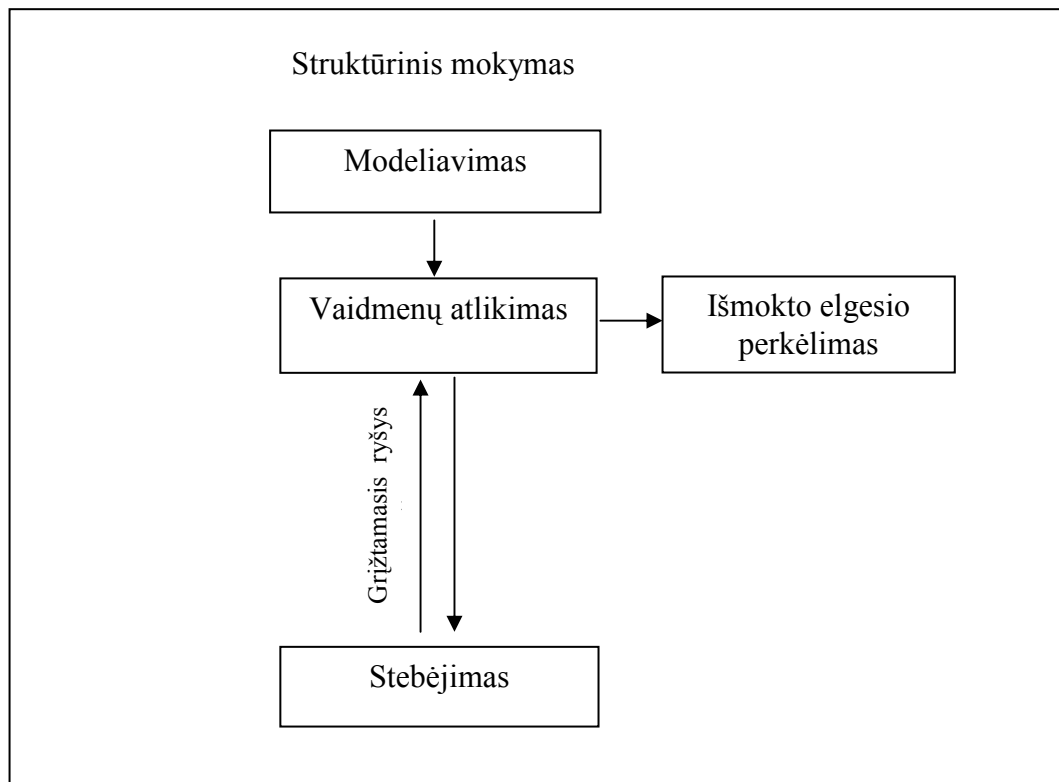 Struktūrinis mokymas
Modeliavimas
Vaidmenų atlikimas
Išmokto elgesio
perkėlimas
Grįžtamasis ryšys
Stebėjimas